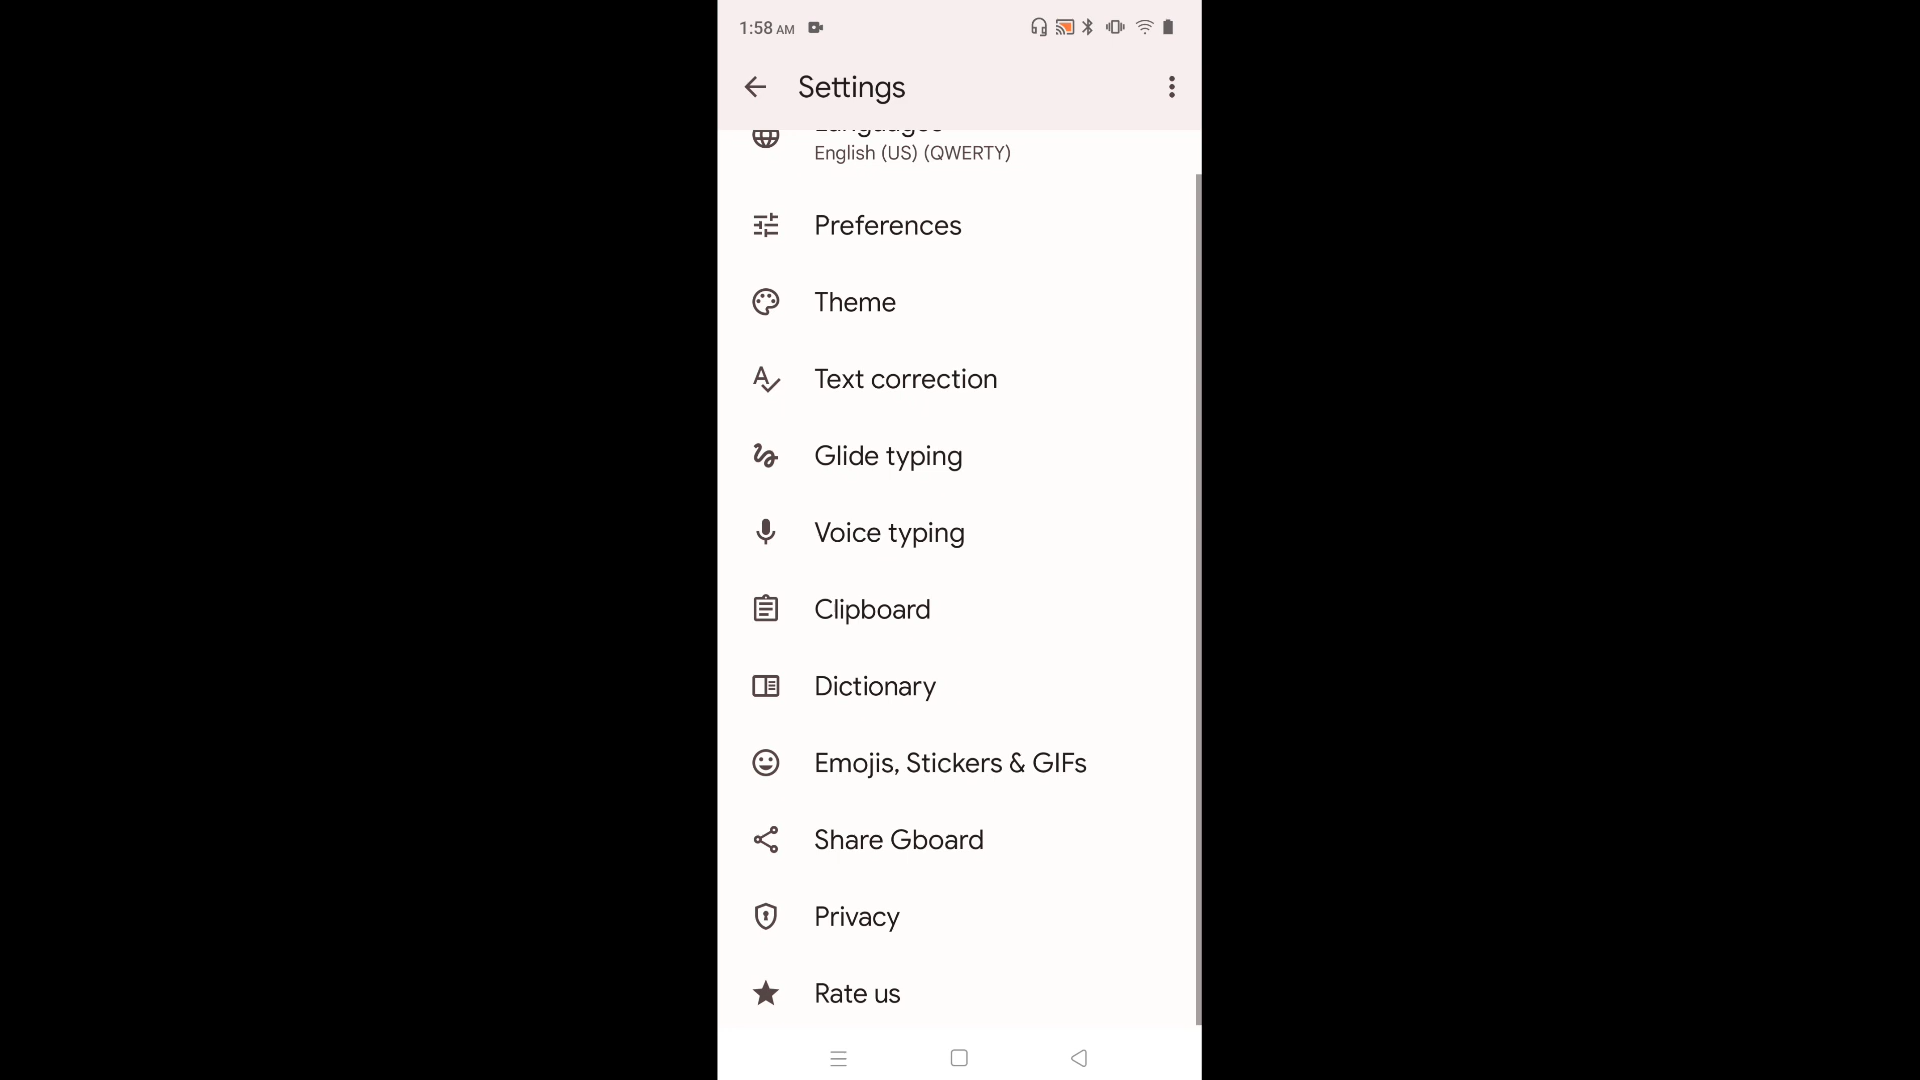 1:58 AM
Settings
Languages
English (US) (QWERTY)
Preferences
Theme
Text correction
Glide typing
Voice typing
Clipboard
Dictionary
Emojis, Stickers & GIFs
Share Gboard
Privacy
Rate us